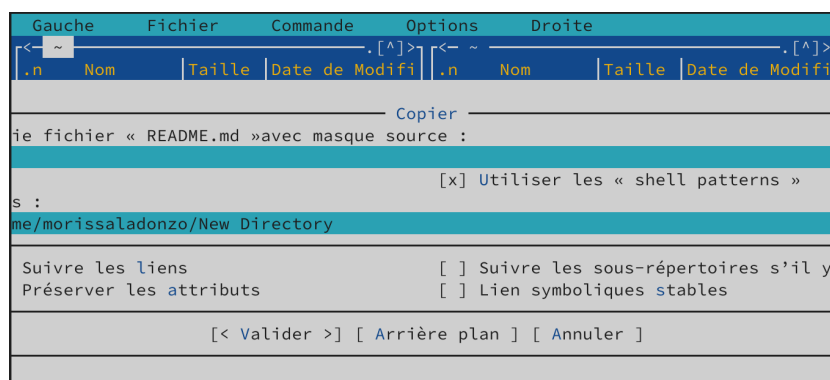 Gauche Fichier Commande Options Droite
<─ ~ ─.[^]>┐┌<─ ~ ─.[^]>
.n Nom Taille Date de Modifi .n Nom Taille Date de Modifi
Copier
ie fichier « README.md »avec masque source :
[x] Utiliser les « shell patterns »
s :
me/morissaladonzo/New Directory
Suivre les liens [ ] Suivre les sous-répertoires s’il y
Préserver les attributs [ ] Lien symboliques stables
[< Valider >] [ Arrière plan ] [ Annuler ]